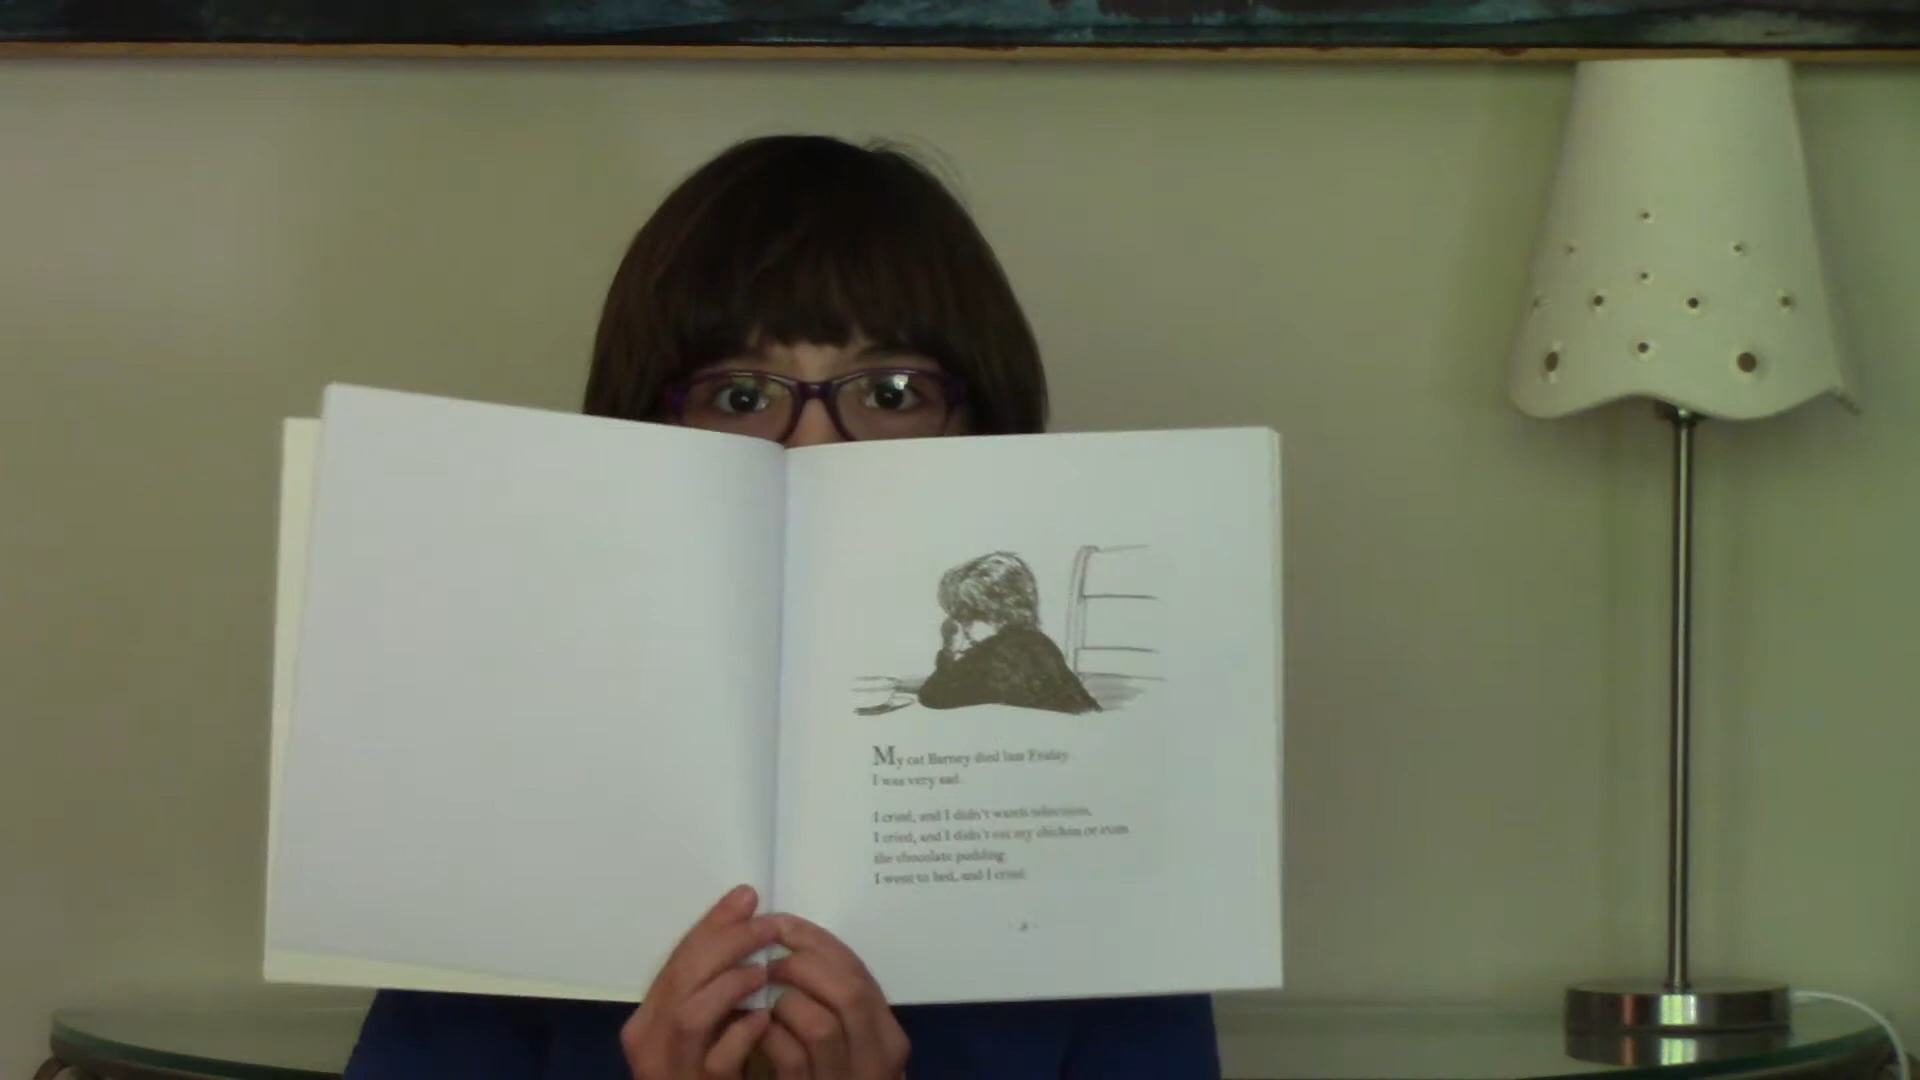 My cat Barney died last Friday.
I was very sad.
I cried, and I didn't watch television.
I cried, and I didn't eat my chicken or even
the chocolate pudding.
I went to bed, and I cried.